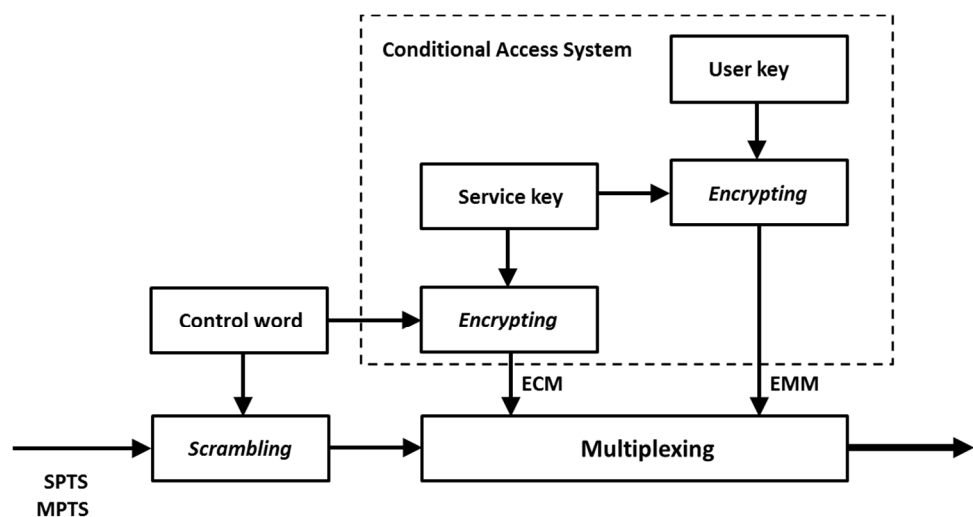 Conditional Access System
User key
Service key
Encrypting
Control word
Encrypting
ECM
EMM
Scrambling
Multiplexing
SPTS
MPTS